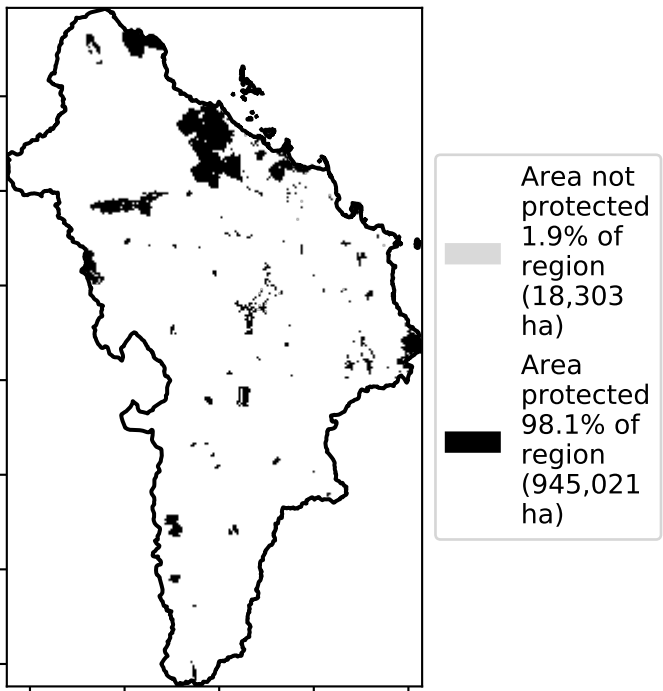 Area not
protected
1.9% of
region
(18,303
ha)
Area
protected
98.1% of
region
(945,021
ha)